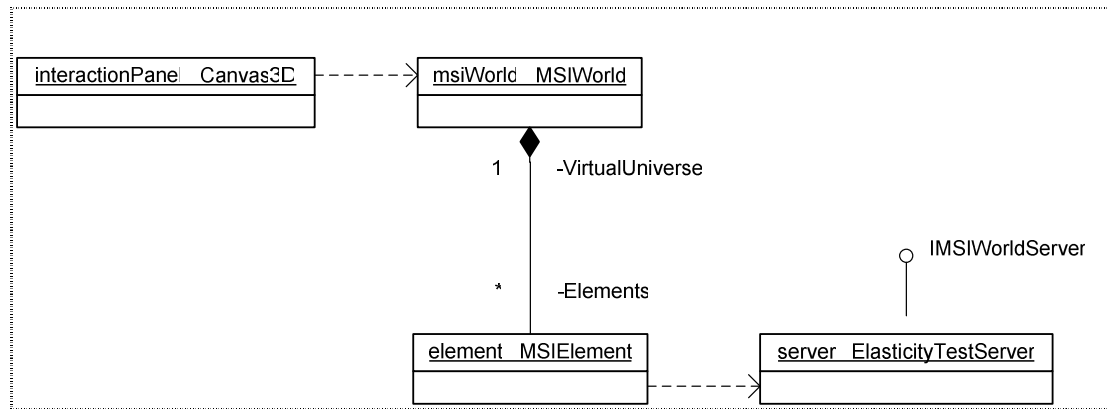 interactionPanel Canvas3D
msiWorld MSIWorld
1 -VirtualUniverse
IMSIWorldServer
* -Elements
element MSIElement
server ElasticityTestServer